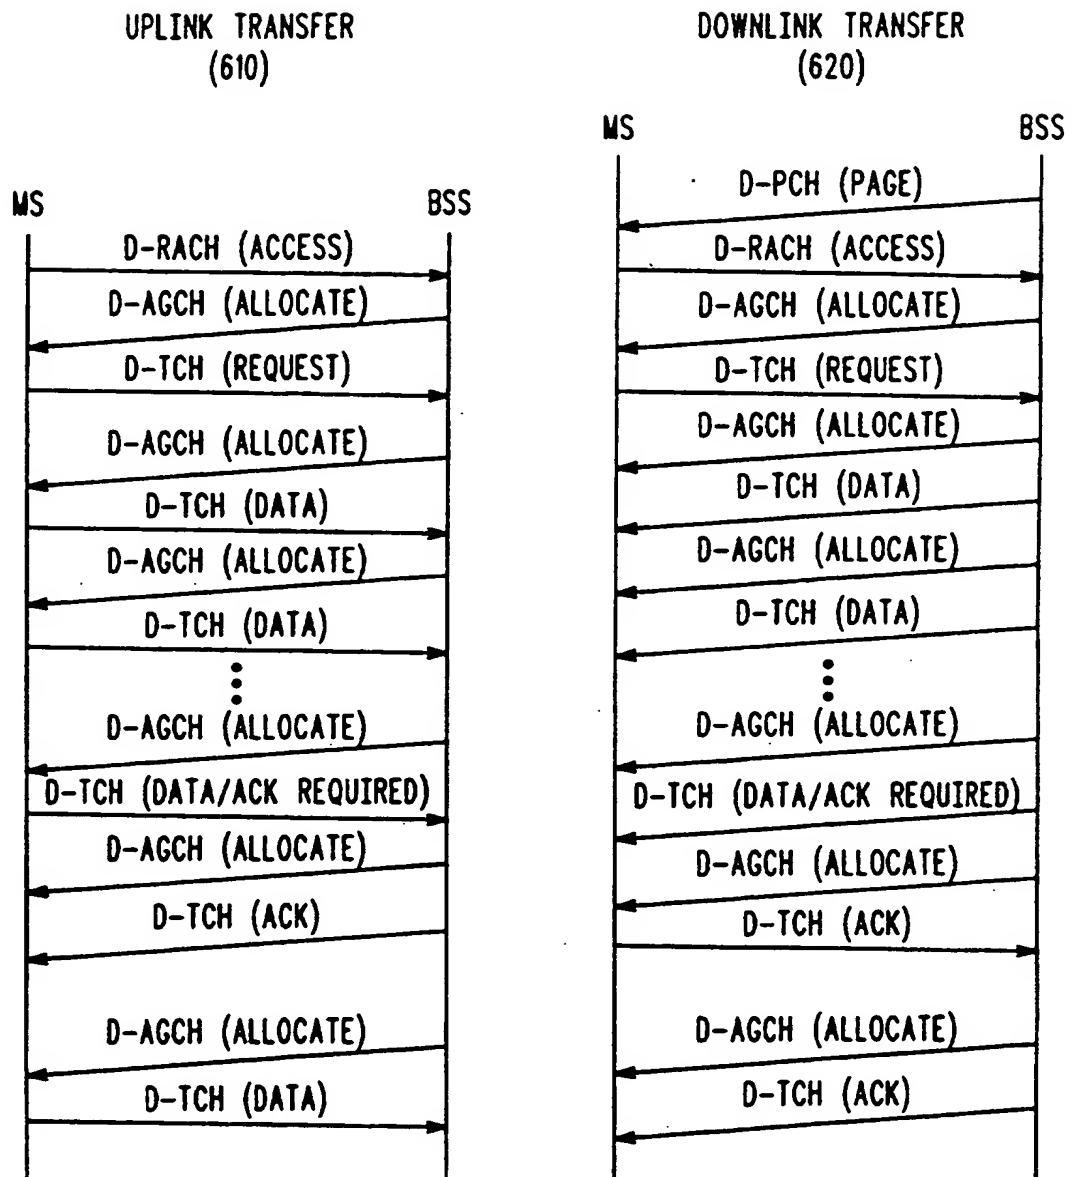 UPLINK TRANSFER
(610)
MS
BSS
D-RACH (ACCESS)
D-AGCH (ALLOCATE)
D-TCH (REQUEST)
D-AGCH (ALLOCATE)
D-TCH (DATA)
D-AGCH (ALLOCATE)
D-TCH (DATA)
D-AGCH (ALLOCATE)
D-TCH (DATA/ACK REQUIRED)
D-AGCH (ALLOCATE)
D-TCH (ACK)
D-AGCH (ALLOCATE)
D-TCH (DATA)
DOWNLINK TRANSFER
(620)
MS
BSS
D-PCH (PAGE)
D-RACH (ACCESS)
D-AGCH (ALLOCATE)
D-TCH (REQUEST)
D-AGCH (ALLOCATE)
D-TCH (DATA)
D-AGCH (ALLOCATE)
D-TCH (DATA)
D-AGCH (ALLOCATE)
D-TCH (DATA/ACK REQUIRED)
D-AGCH (ALLOCATE)
D-TCH (ACK)
D-AGCH (ALLOCATE)
D-TCH (ACK)